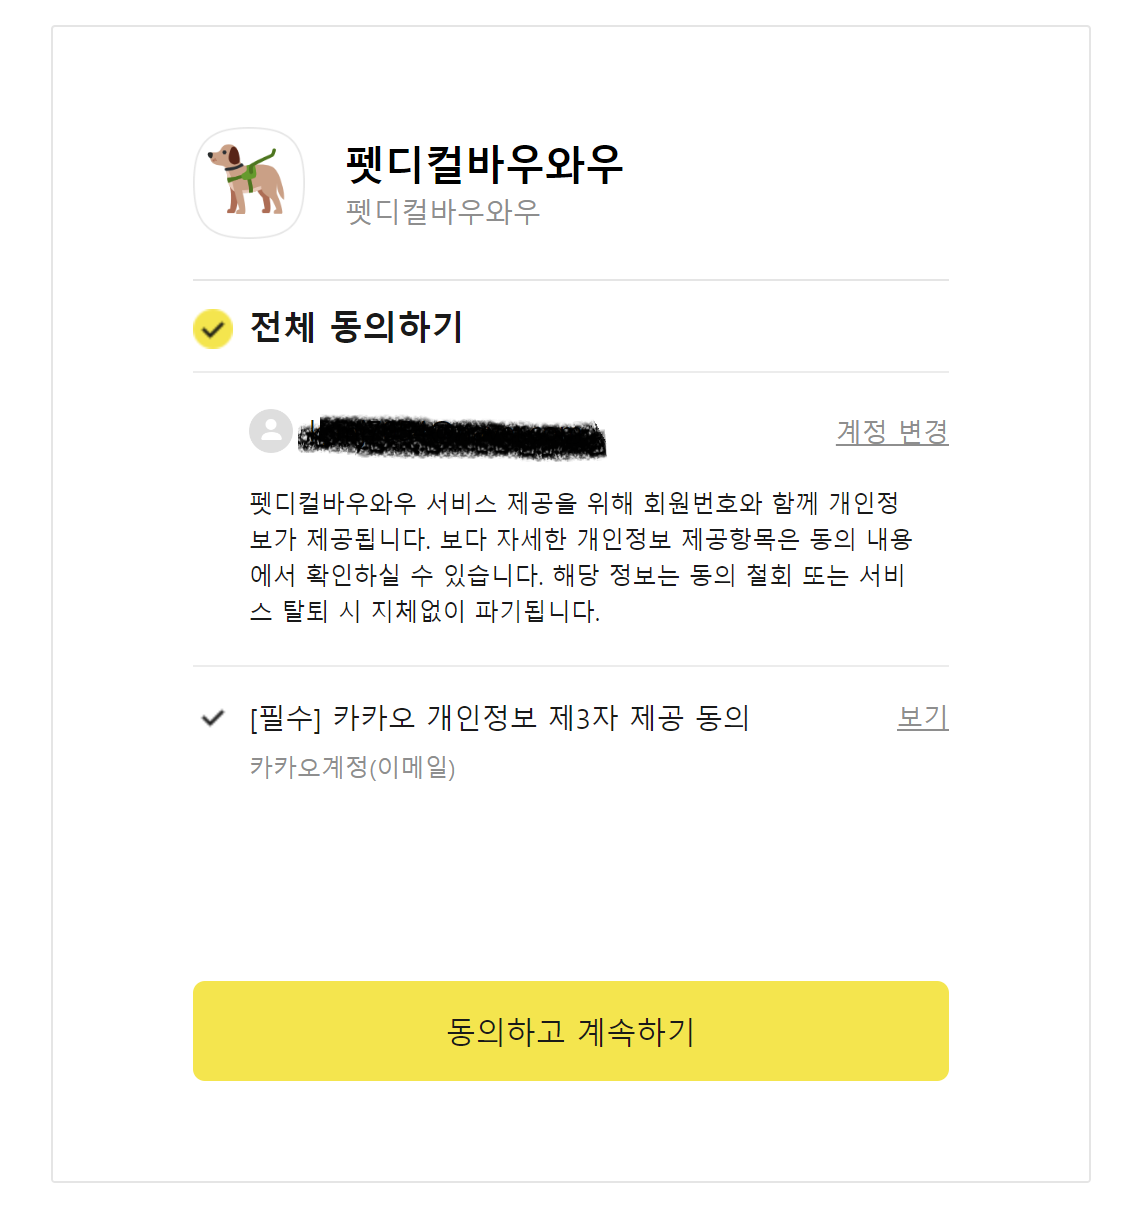 펫디컬바우와우
펫디컬바우와우
전체 동의하기
계정 변경
펫디컬바우와우 서비스 제공을 위해 회원번호와 함께 개인정
보가 제공됩니다. 보다 자세한 개인정보 제공항목은 동의 내용
에서 확인하실 수 있습니다. 해당 정보는 동의 철회 또는 서비
스 탈퇴 시 지체없이 파기됩니다.
[필수] 카카오 개인정보 제3자 제공 동의
보기
카카오계정(이메일)
동의하고 계속하기